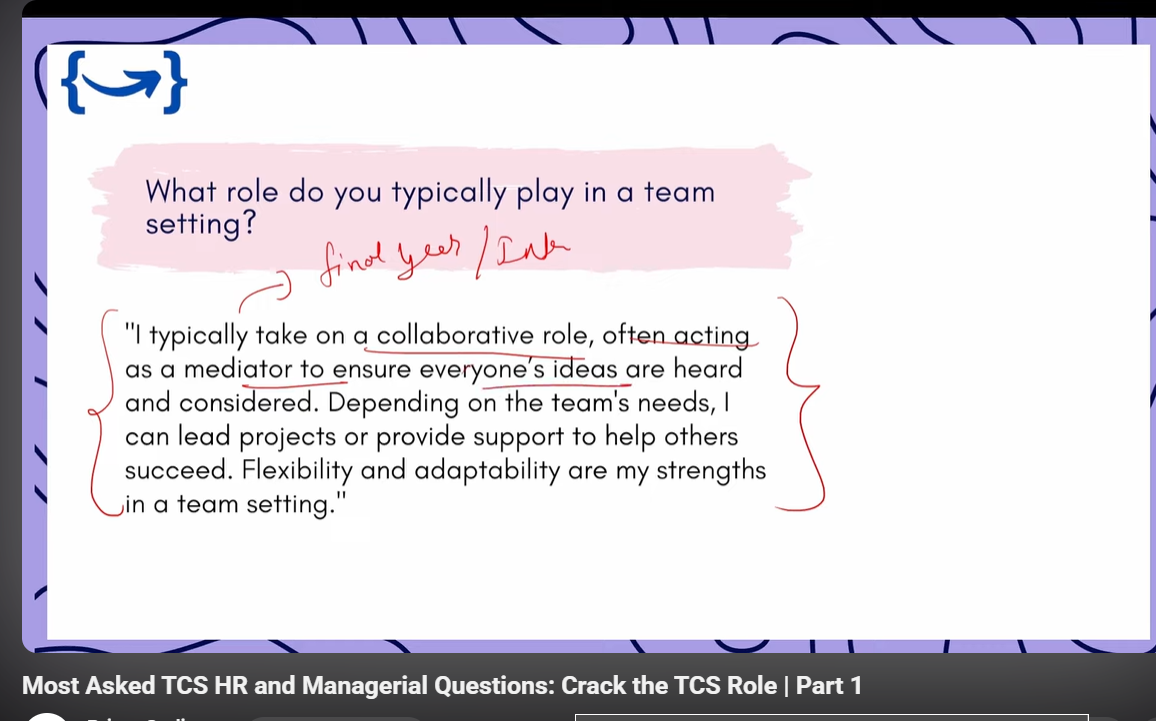 What role do you typically play in a team
setting?
final year / Inte
"I typically take on a collaborative role, often acting
as a mediator to ensure everyone's ideas are heard
and considered. Depending on the team's needs, I
can lead projects or provide support to help others
succeed. Flexibility and adaptability are my strengths
in a team setting."
Most Asked TCS HR and Managerial Questions: Crack the TCS Role | Part 1